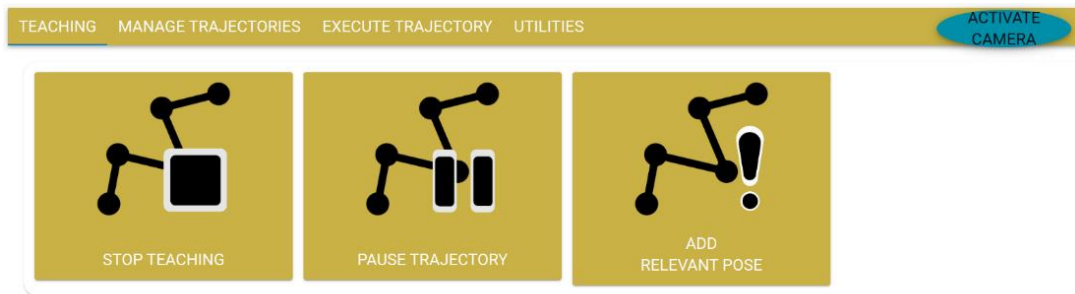 TEACHING MANAGE TRAJECTORIES EXECUTE TRAJECTORY UTILITIES
ACTIVATE
CAMERA
STOP TEACHING
PAUSE TRAJECTORY
ADD
RELEVANT POSE